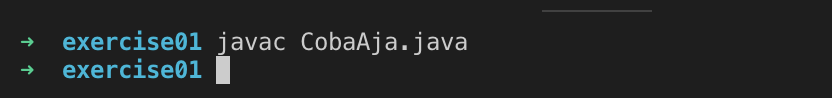 → exercise01 javac CobaAja.java
→ exercise01